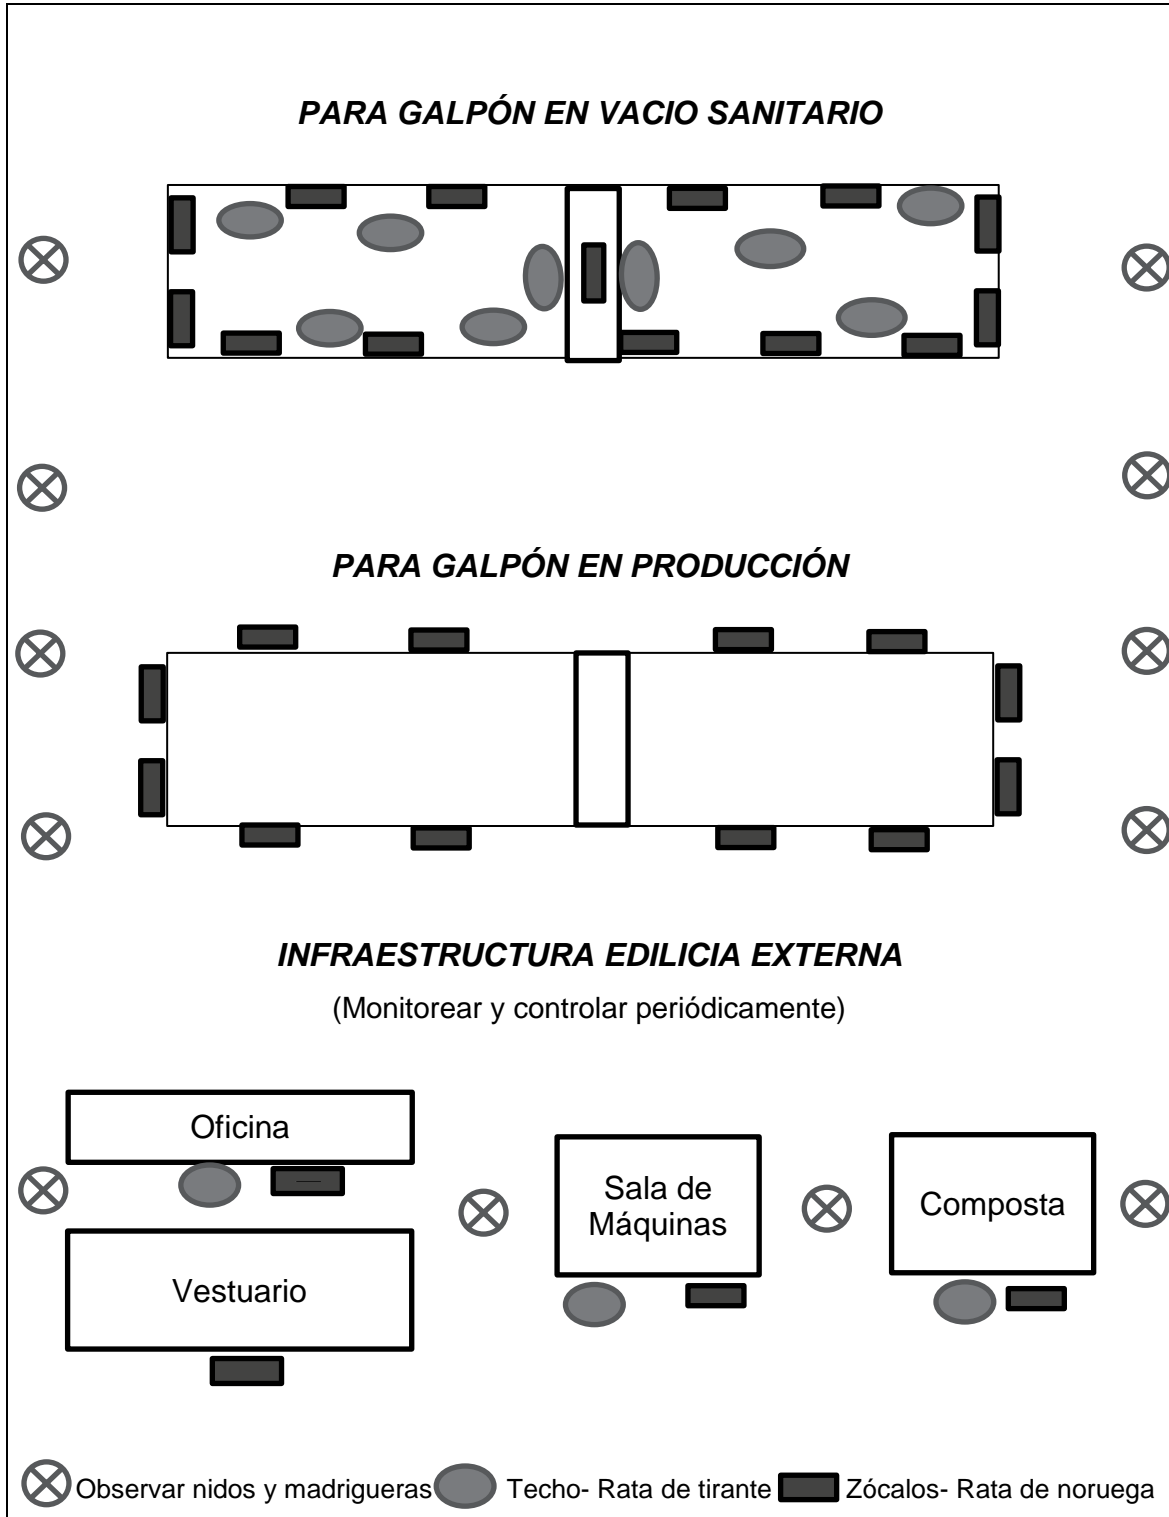 PARA GALPÓN EN VACIO SANITARIO
PARA GALPÓN EN PRODUCCIÓN
INFRAESTRUCTURA EDILICIA EXTERNA
(Monitorear y controlar periódicamente)
Oficina
Vestuario
Sala de
Máquinas
Composta
Observar nidos y madrigueras
Techo- Rata de tirante
Zócalos- Rata de noruega